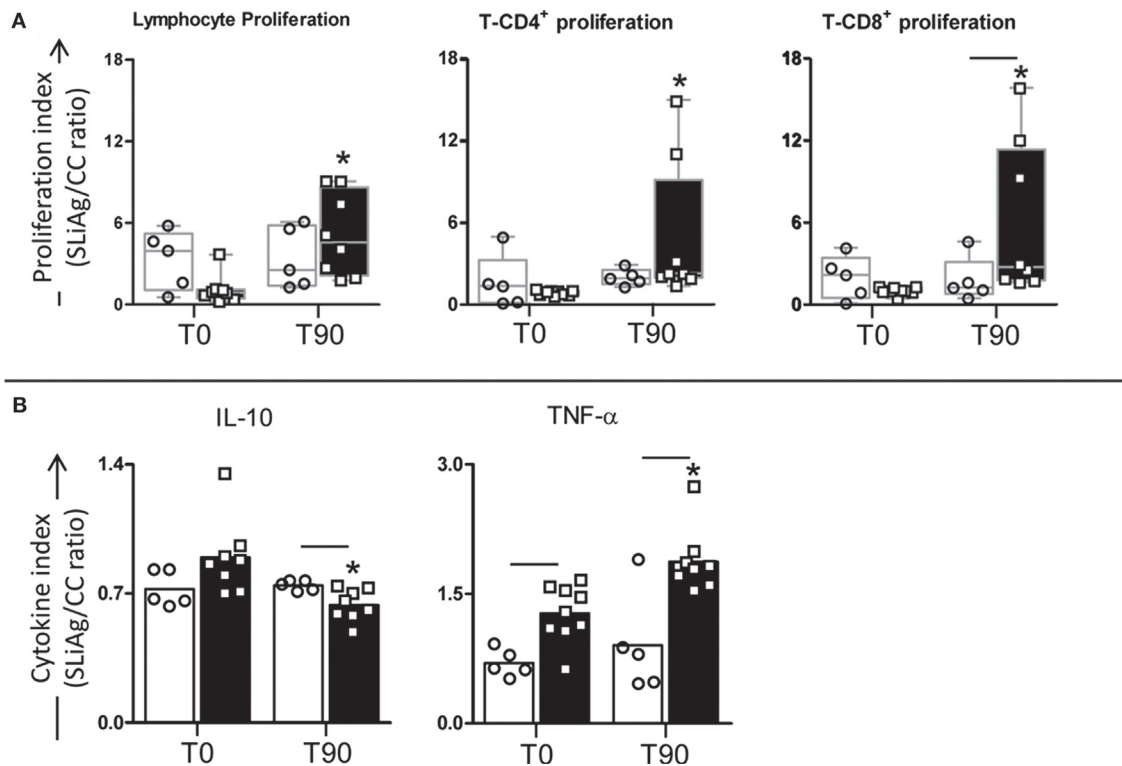 A
Lymphocyte Proliferation
T-CD4+ proliferation
T-CD8+ proliferation
Proliferation index
(SLiAg/CC ratio)
18
12
6
0
*
T0
T90
18
12
6
0
*
T0
T90
18
12
6
0
*
T0
T90
B
IL-10
TNF-α
Cytokine index
(SLiAg/CC ratio)
1.4
0.7
0.0
*
T0
T90
3.0
1.5
0.0
*
T0
T90